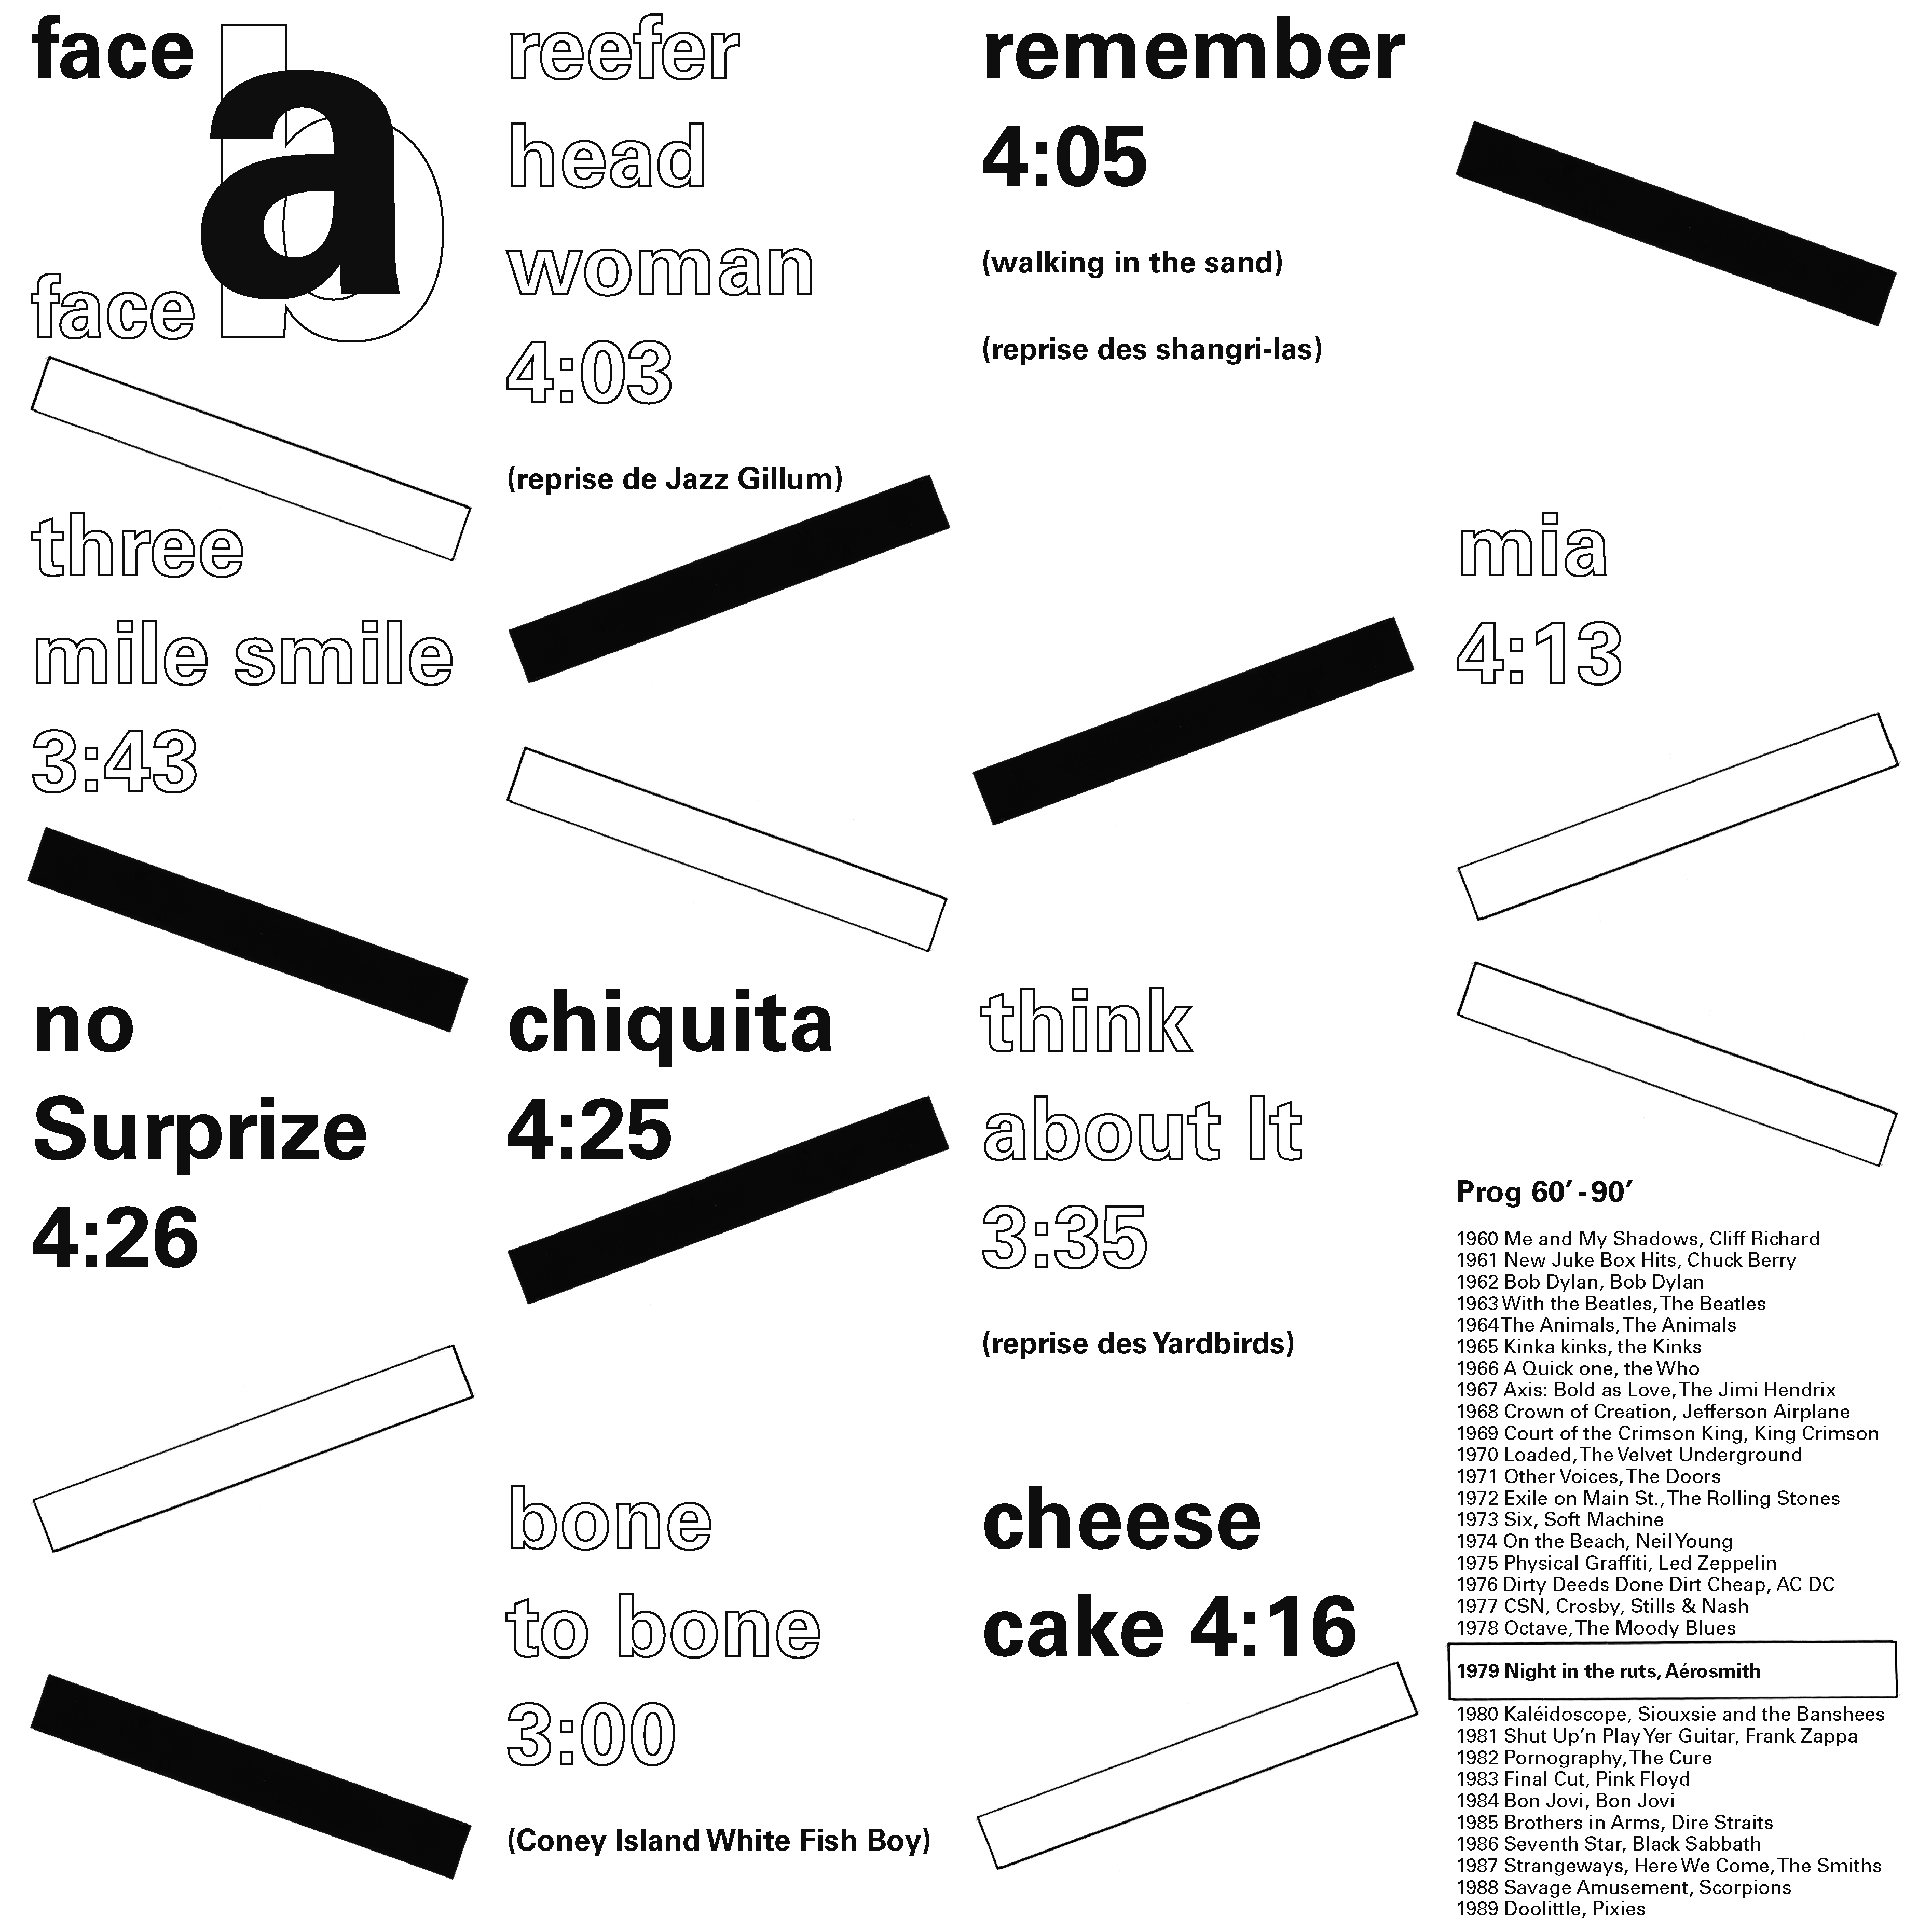 face
a
b
face
three
mile smile
3:43
no
Surprize
4:26
reefer
head
woman
4:03
(reprise de Jazz Gillum)
chiquita
4:25
bone
to bone
3:00
(Coney Island White Fish Boy)
remember
4:05
(walking in the sand)
(reprise des shangri-las)
think
about It
3:35
(reprise des Yardbirds)
cheese
cake 4:16
mia
4:13
Prog 60’ - 90’
1960 Me and My Shadows, Cliff Richard
1961 New Juke Box Hits, Chuck Berry
1962 Bob Dylan, Bob Dylan
1963 With the Beatles, The Beatles
1964 The Animals, The Animals
1965 Kinka kinks, the Kinks
1966 A Quick one, the Who
1967 Axis: Bold as Love, The Jimi Hendrix
1968 Crown of Creation, Jefferson Airplane
1969 Court of the Crimson King, King Crimson
1970 Loaded, The Velvet Underground
1971 Other Voices, The Doors
1972 Exile on Main St., The Rolling Stones
1973 Six, Soft Machine
1974 On the Beach, Neil Young
1975 Physical Graffiti, Led Zeppelin
1976 Dirty Deeds Done Dirt Cheap, AC DC
1977 CSN, Crosby, Stills & Nash
1978 Octave, The Moody Blues
1979 Night in the ruts, Aérosmith
1980 Kaléidoscope, Siouxsie and the Banshees
1981 Shut Up’n Play Yer Guitar, Frank Zappa
1982 Pornography, The Cure
1983 Final Cut, Pink Floyd
1984 Bon Jovi, Bon Jovi
1985 Brothers in Arms, Dire Straits
1986 Seventh Star, Black Sabbath
1987 Strangeways, Here We Come, The Smiths
1988 Savage Amusement, Scorpions
1989 Doolittle, Pixies